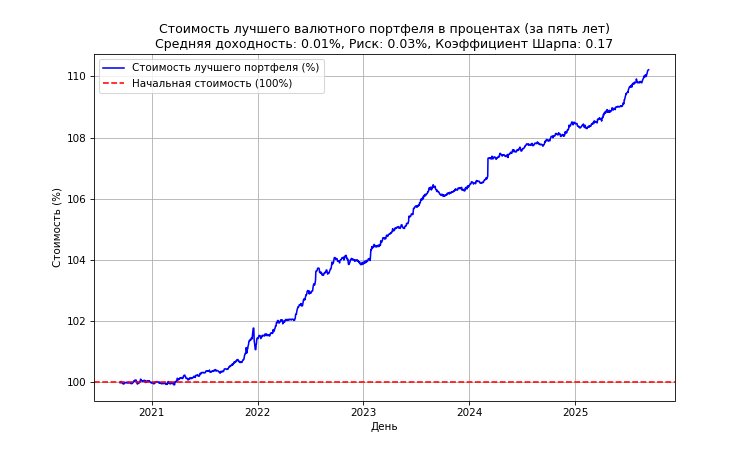 Стоимость лучшего валютного портфеля в процентах (за пять лет)
Средняя доходность: 0.01%, Риск: 0.03%, Коэффициент Шарпа: 0.17
Стоимость лучшего портфеля (%)
Начальная стоимость (100%)
Стоимость (%)
110
108
106
104
102
100
2021
2022
2023
2024
2025
День